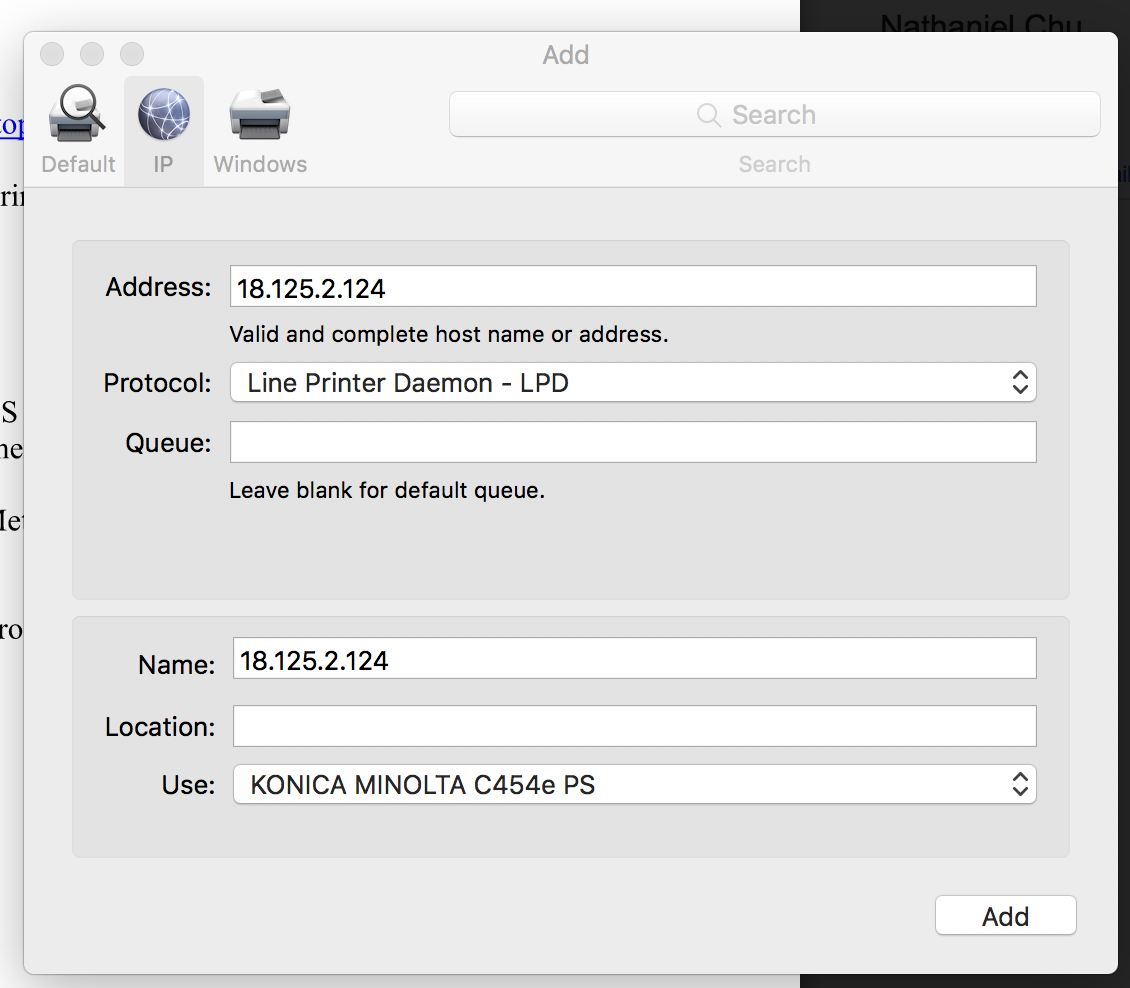 Nathaniel Chu
Add
Default
IP
Windows
Search
Search
Address: 18.125.2.124
Valid and complete host name or address.
Protocol: Line Printer Daemon - LPD
Queue:
Leave blank for default queue.
Name: 18.125.2.124
Location:
Use: KONICA MINOLTA C454e PS
Add